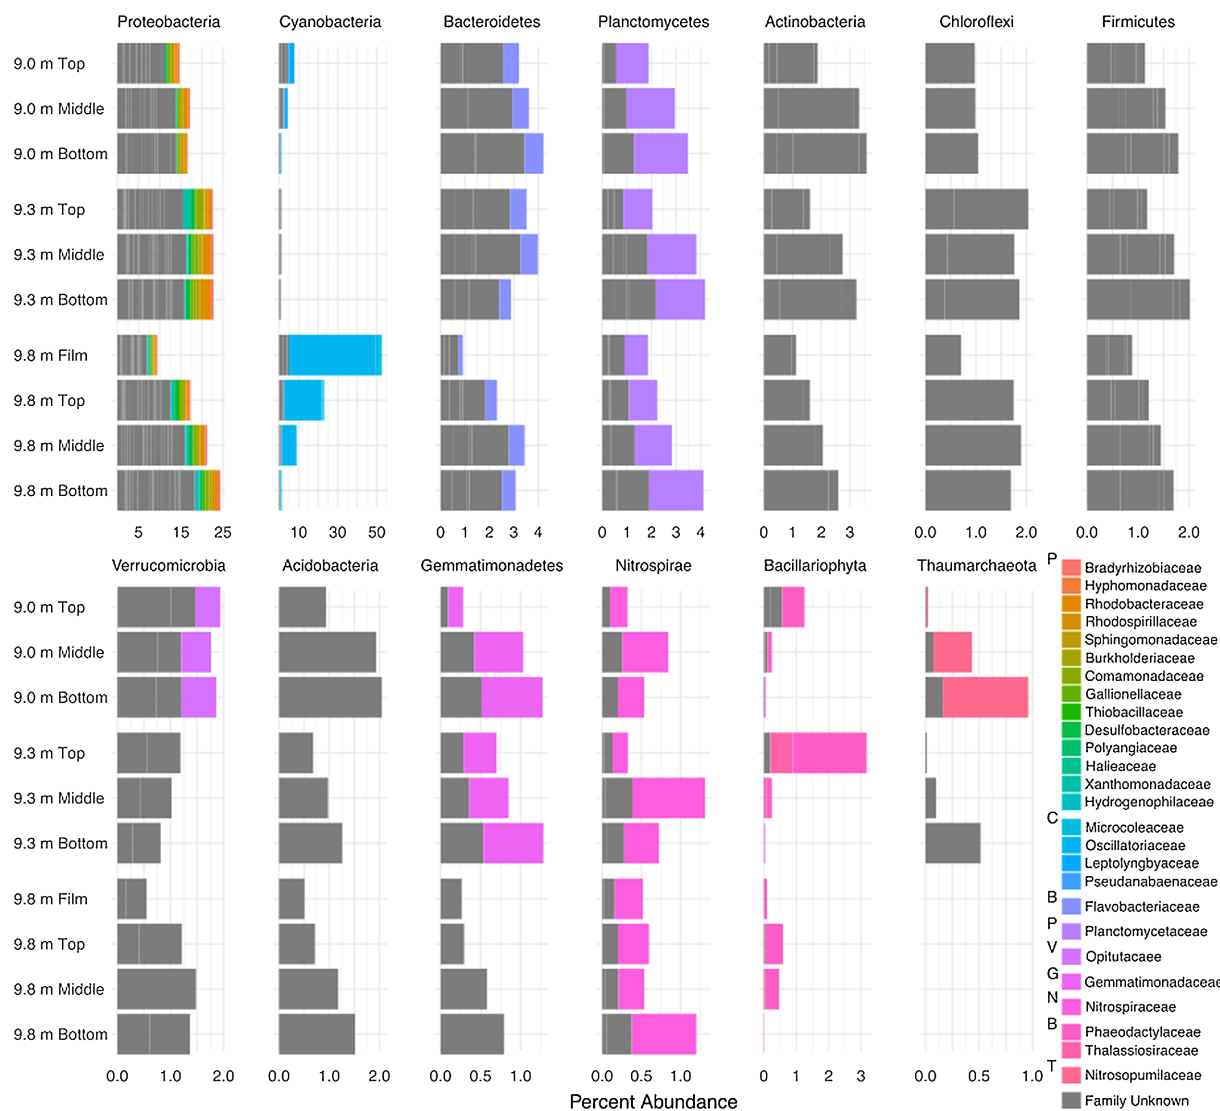 Proteobacteria Cyanobacteria Bacteroidetes Planctomycetes Actinobacteria Chloroflexi Firmicutes
9.0 m Top
9.0 m Middle
9.0 m Bottom
9.3 m Top
9.3 m Middle
9.3 m Bottom
9.8 m Film
9.8 m Top
9.8 m Middle
9.8 m Bottom
5 15 25 10 30 50 0 1 2 3 4 0 1 2 3 4 0 1 2 3 0.0 1.0 2.0 0.0 1.0 2.0
Verrucomicrobia Acidobacteria Gemmatimonadetes Nitrospirae Bacillariophyta Thaumarchaeota
9.0 m Top
9.0 m Middle
9.0 m Bottom
9.3 m Top
9.3 m Middle
9.3 m Bottom
9.8 m Film
9.8 m Top
9.8 m Middle
9.8 m Bottom
0.0 1.0 2.0 0.0 1.0 2.0 0.0 0.5 1.0 0.0 0.5 1.0 0 1 2 3 0.0 0.5 1.0
Percent Abundance
P
Bradyrhizobiaceae
Hyphomonadaceae
Rhodobacteraceae
Rhodospirillaceae
Sphingomonadaceae
Burkholderiaceae
Comamonadaceae
Gallionellaceae
Thiobacillaceae
Desulfobacteraceae
Polyangiaceae
Halieaceae
Xanthomonadaceae
Hydrogenophilaceae
C
Microcoleaceae
Oscillatoriaceae
Leptolyngbyaceae
Pseudanabaenaceae
B
Flavobacteriaceae
P
Planctomycetaceae
V
Opitutacaee
G
Gemmatimonadaceae
N
Nitrospiraceae
B
Phaeodactylaceae
Thalassiosiraceae
T
Nitrosopumilaceae
Family Unknown